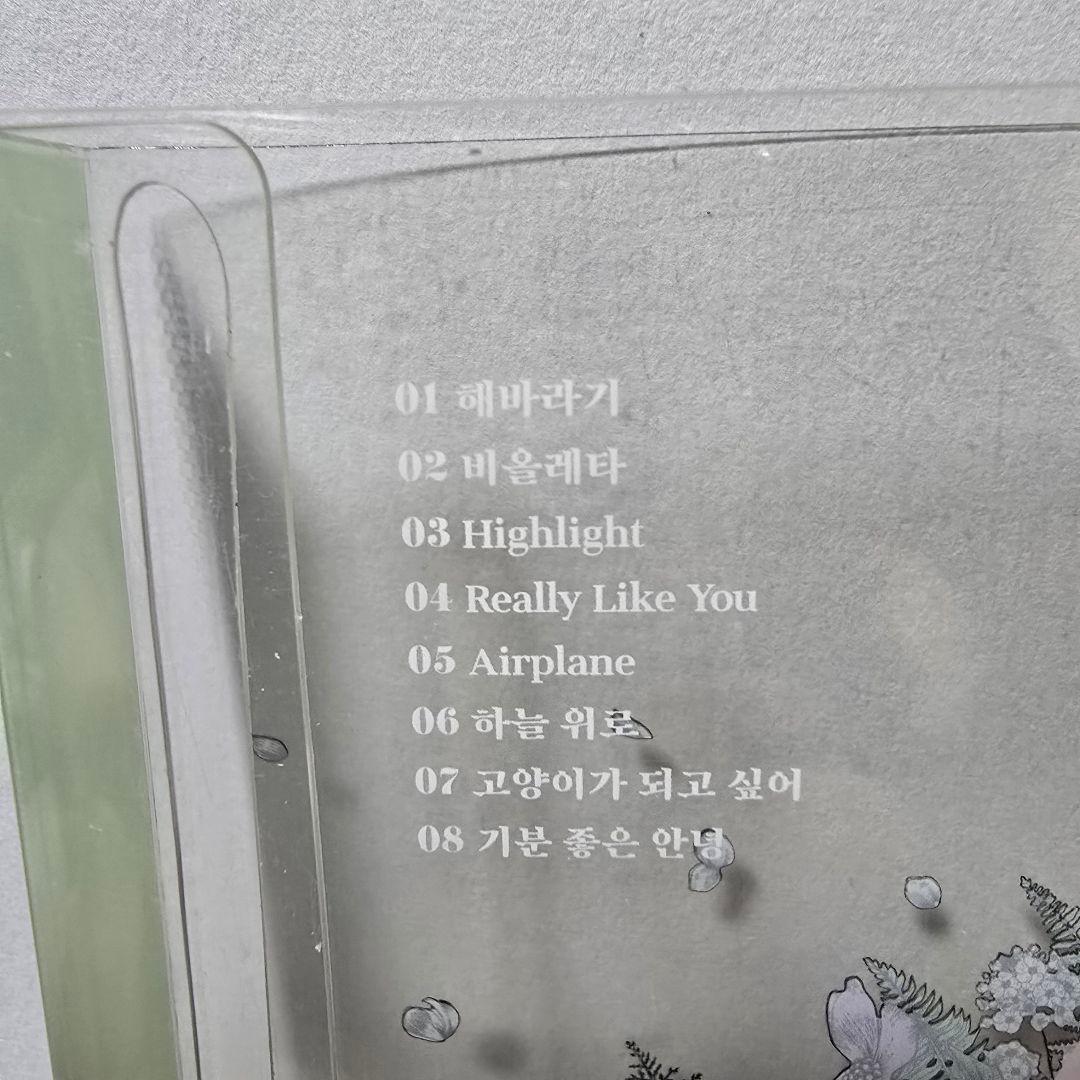 01 해바라기
02 비올레타
03 Highlight
04 Really Like You
05 Airplane
06 하늘 위로
07 고양이가 되고 싶어
08 기분 좋은 안녕